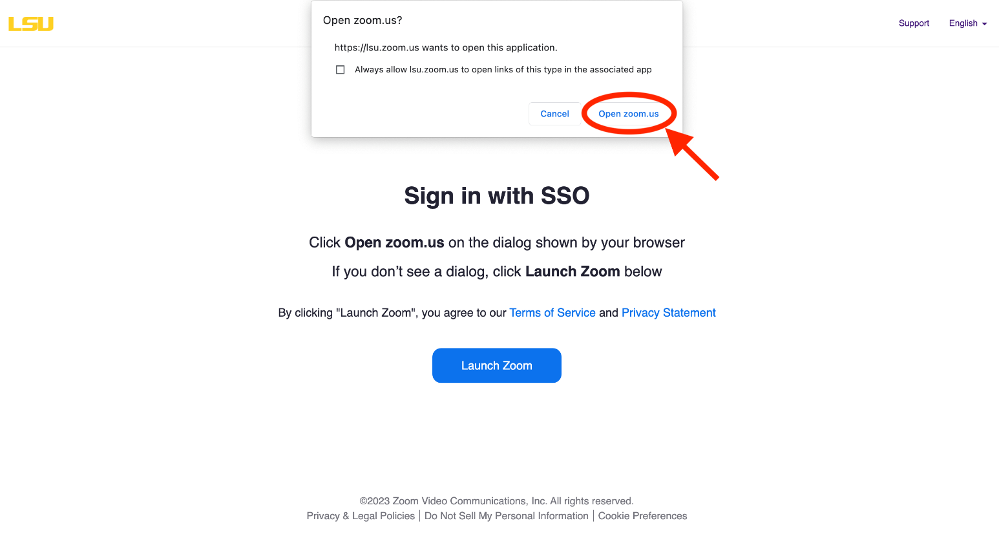 LSU
Support
English
Open zoom.us?
https://lsu.zoom.us wants to open this application.
Always allow lsu.zoom.us to open links of this type in the associated app
Cancel
Open zoom.us
Sign in with SSO
Click Open zoom.us on the dialog shown by your browser
If you don’t see a dialog, click Launch Zoom below
By clicking "Launch Zoom", you agree to our Terms of Service and Privacy Statement
Launch Zoom
©2023 Zoom Video Communications, Inc. All rights reserved.
Privacy & Legal Policies | Do Not Sell My Personal Information | Cookie Preferences